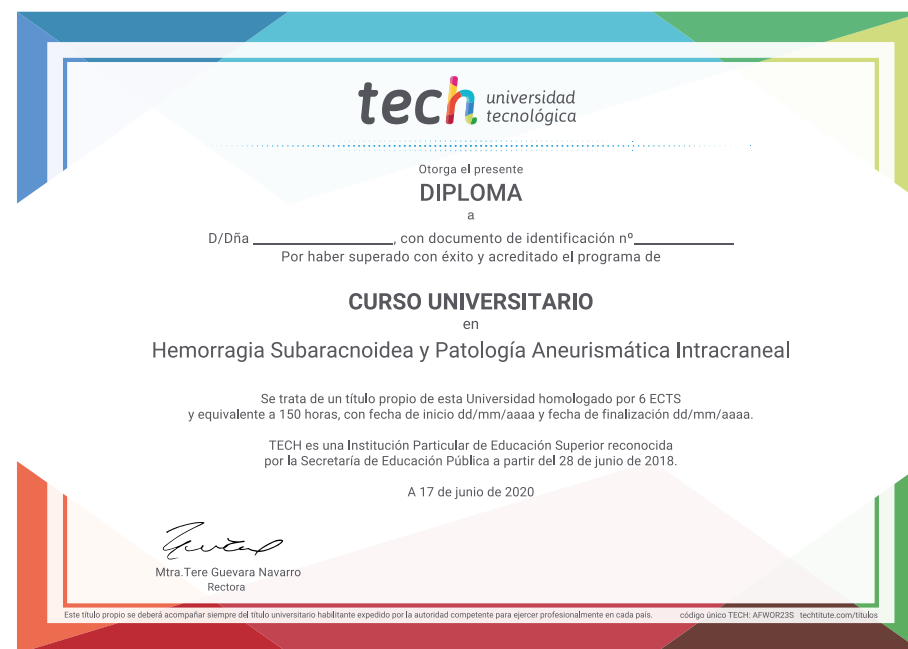 tech universidad
tecnológica
Otorga el presente
DIPLOMA
a
D/Dña ____________________, con documento de identificación nº______________
Por haber superado con éxito y acreditado el programa de
CURSO UNIVERSITARIO
en
Hemorragia Subaracnoidea y Patología Aneurismática Intracraneal
Se trata de un título propio de esta Universidad homologado por 6 ECTS
y equivalente a 150 horas, con fecha de inicio dd/mm/aaaa y fecha de finalización dd/mm/aaaa.
TECH es una Institución Particular de Educación Superior reconocida
por la Secretaría de Educación Pública a partir del 28 de junio de 2018.
A 17 de junio de 2020
Mtra.Tere Guevara Navarro
Rectora
Este título propio se deberá acompañar siempre del título universitario habilitante expedido por la autoridad competente para ejercer profesionalmente en cada país. código único TECH: AFWOR23S techtitute.com/titulos